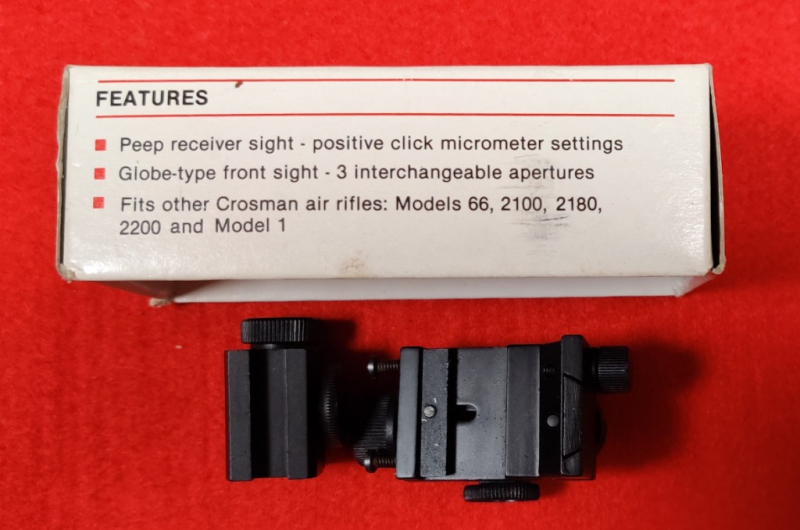 FEATURES
Peep receiver sight - positive click micrometer settings
Globe-type front sight - 3 interchangeable apertures
Fits other Crosman air rifles: Models 66, 2100, 2180,
2200 and Model 1